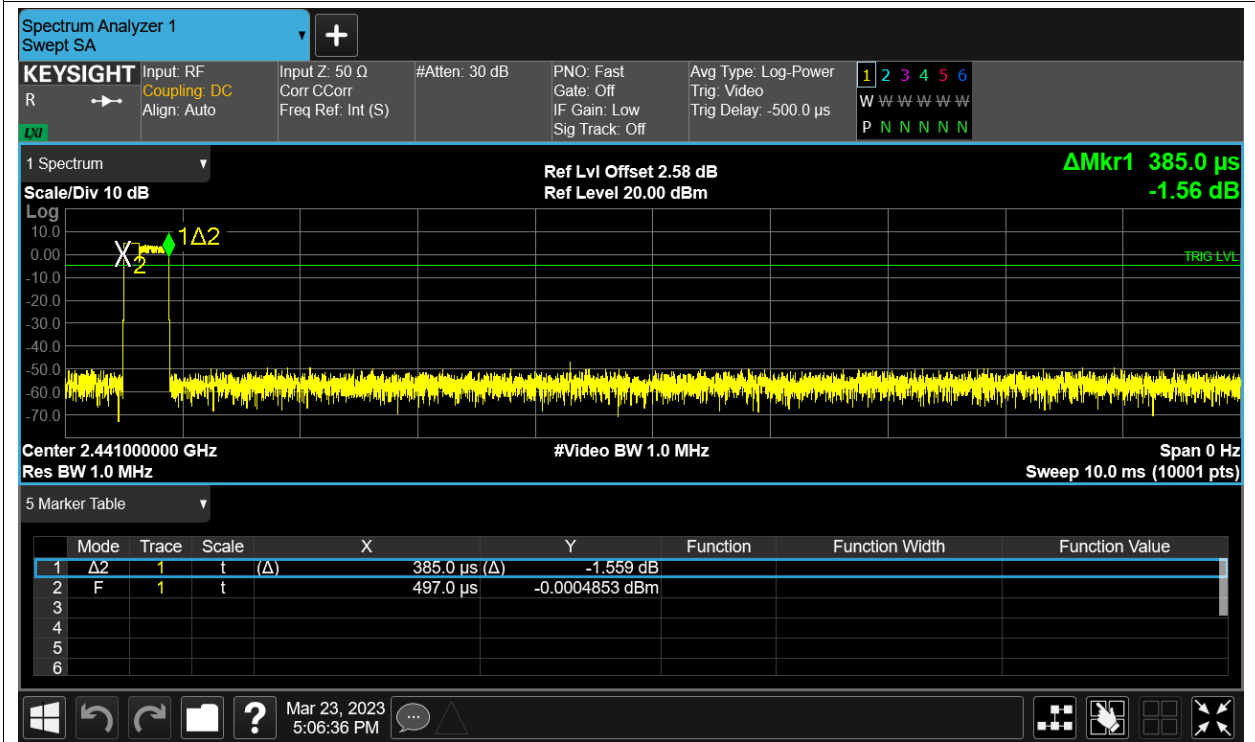 Spectrum Analyzer 1
Swept SA
KEYSIGHT Input: RF Input Z: 50 Ω #Atten: 30 dB PNO: Fast Avg Type: Log-Power 1 2 3 4 5 6
R Coupling: DC Corr CCorr Gate: Off Trig: Video W W W W W W
Align: Auto Freq Ref: Int (S) IF Gain: Low Trig Delay: -500.0 µs
LXI Sig Track: Off P N N N N N
1 Spectrum Ref Lvl Offset 2.58 dB ΔMkr1 385.0 µs
Scale/Div 10 dB Ref Level 20.00 dBm -1.56 dB
Log
10.0 1Δ2
0.00 X 2 TRIG LVL
-10.0
-20.0
-30.0
-40.0
-50.0
-60.0
-70.0
Center 2.441000000 GHz #Video BW 1.0 MHz Span 0 Hz
Res BW 1.0 MHz Sweep 10.0 ms (10001 pts)
5 Marker Table
Mode Trace Scale X Y Function Function Width Function Value
1 Δ2 1 t (Δ) 385.0 µs (Δ) -1.559 dB
2 F 1 t 497.0 µs -0.0004853 dBm
3
4
5
6
? Mar 23, 2023
5:06:36 PM